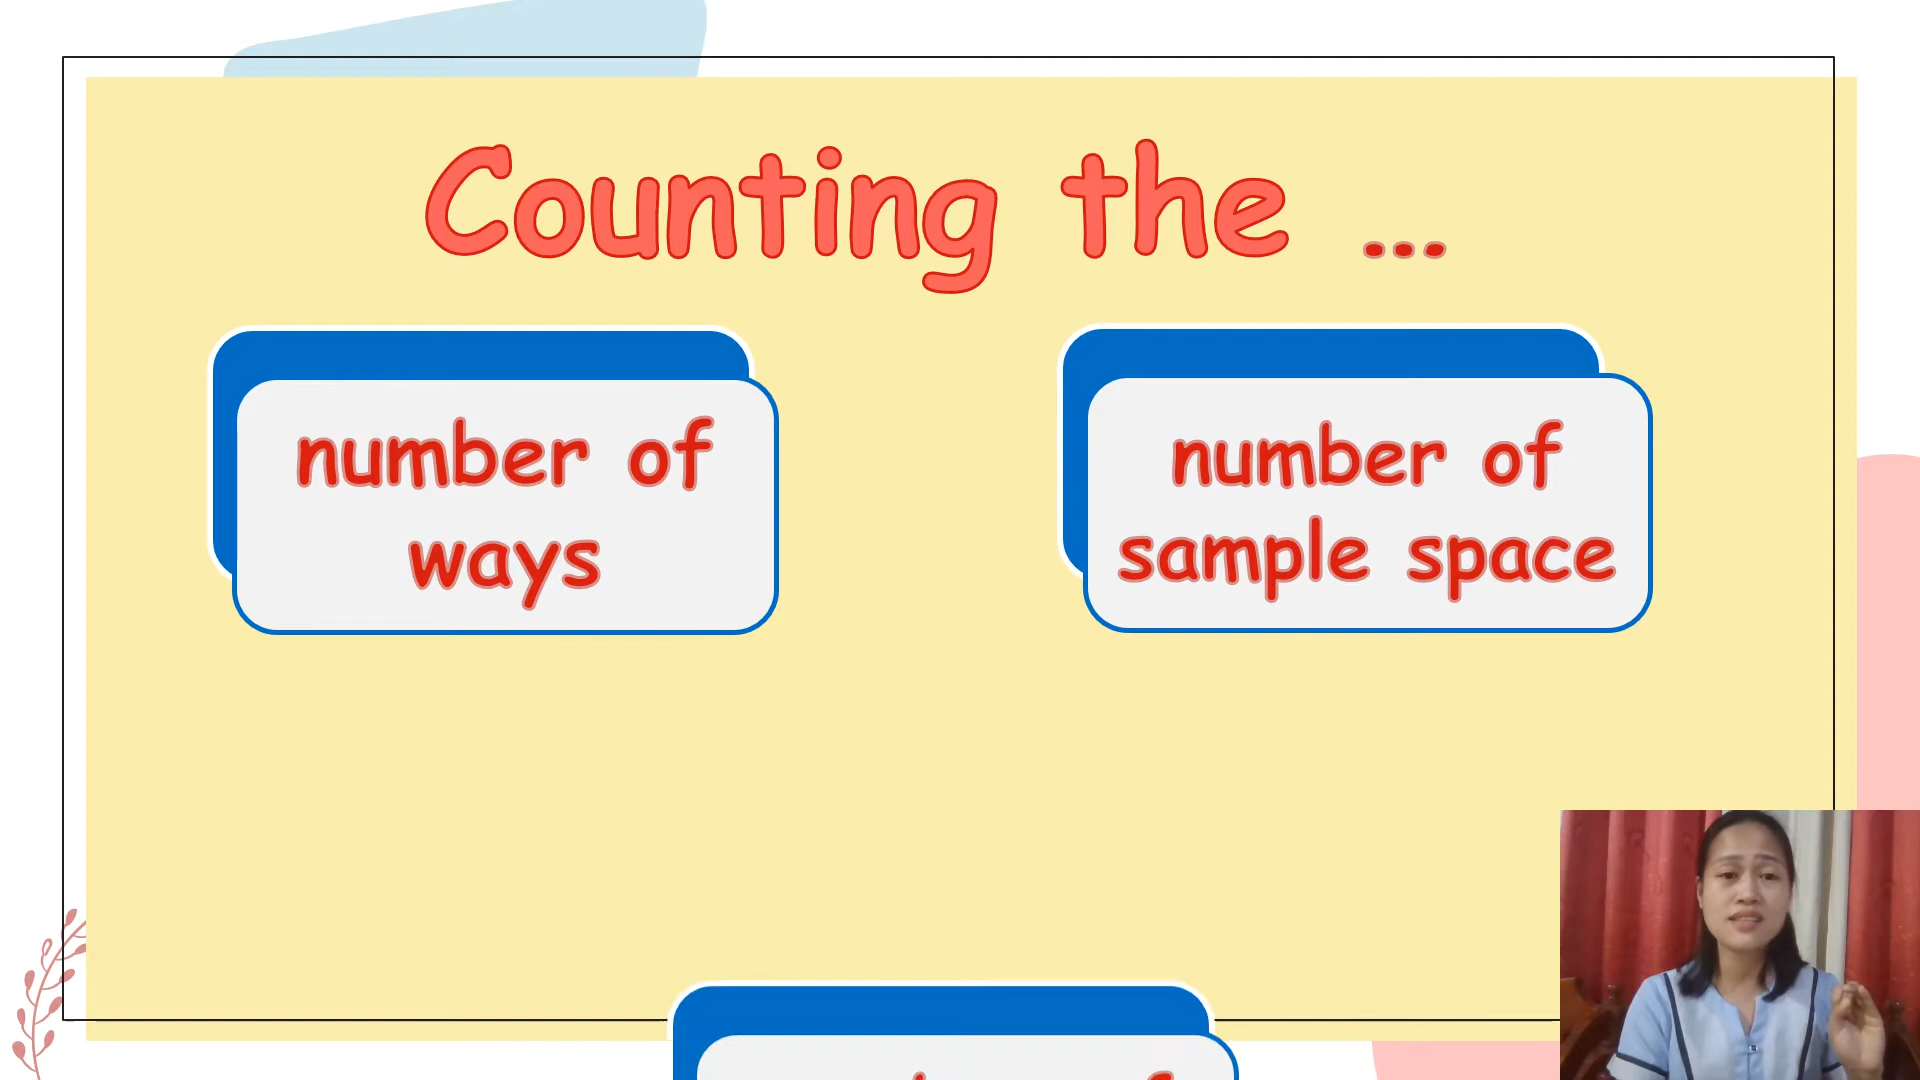 Counting the ...
number of
ways
number of
sample space